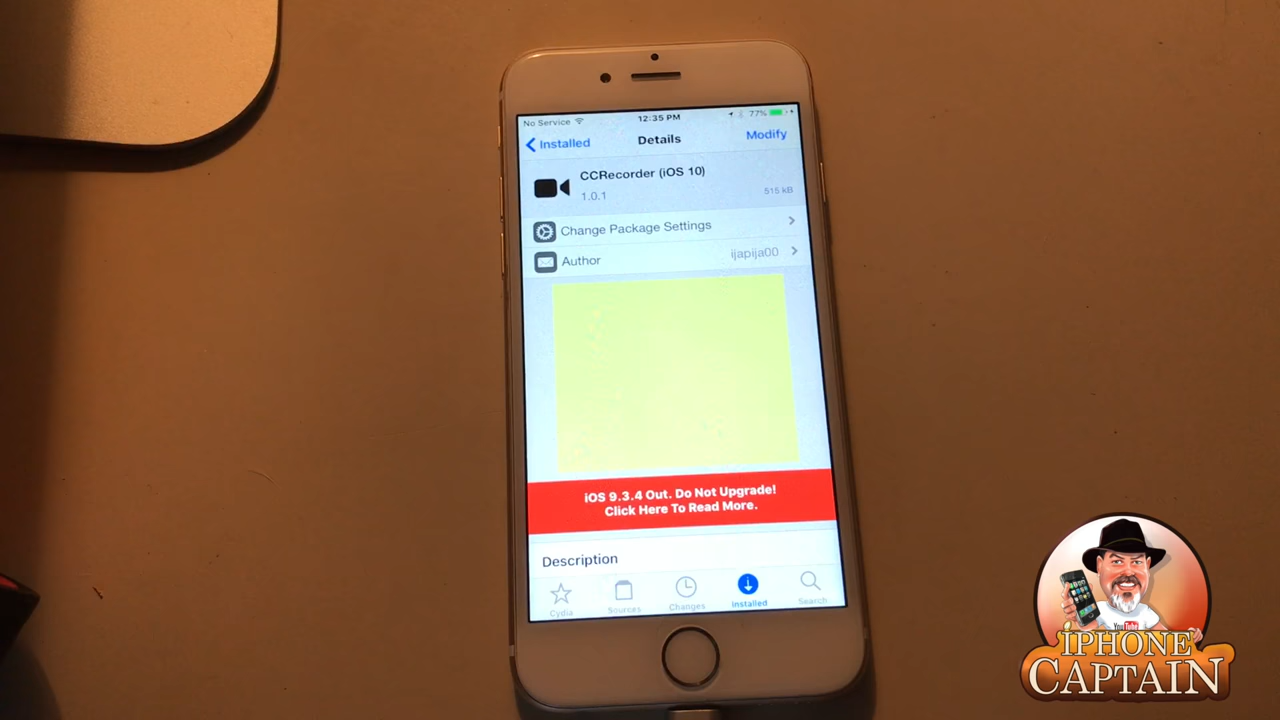 No Service
12:35 PM
77%
Installed
Details
Modify
CCRecorder (iOS 10)
1.0.1
515 kB
Change Package Settings
Author
ijapija00
iOS 9.3.4 Out. Do Not Upgrade!
Click Here To Read More.
Description
Cydia
Sources
Changes
Installed
Search
YouTube
iPHONE
CAPTAIN